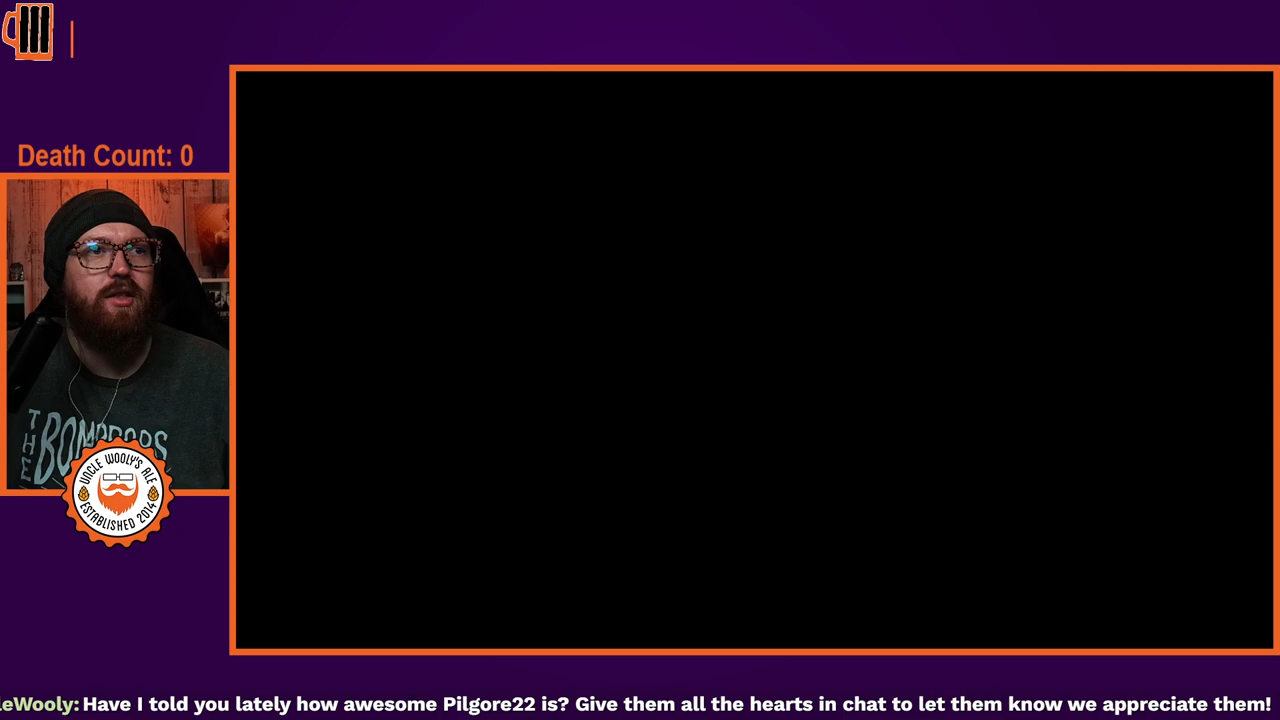 Death Count: 0
THE
UNCLE WOOLY'S ALE
ESTABLISHED 2014
leWooly: Have I told you lately how awesome Pilgore22 is? Give them all the hearts in chat to let them know we appreciate them!